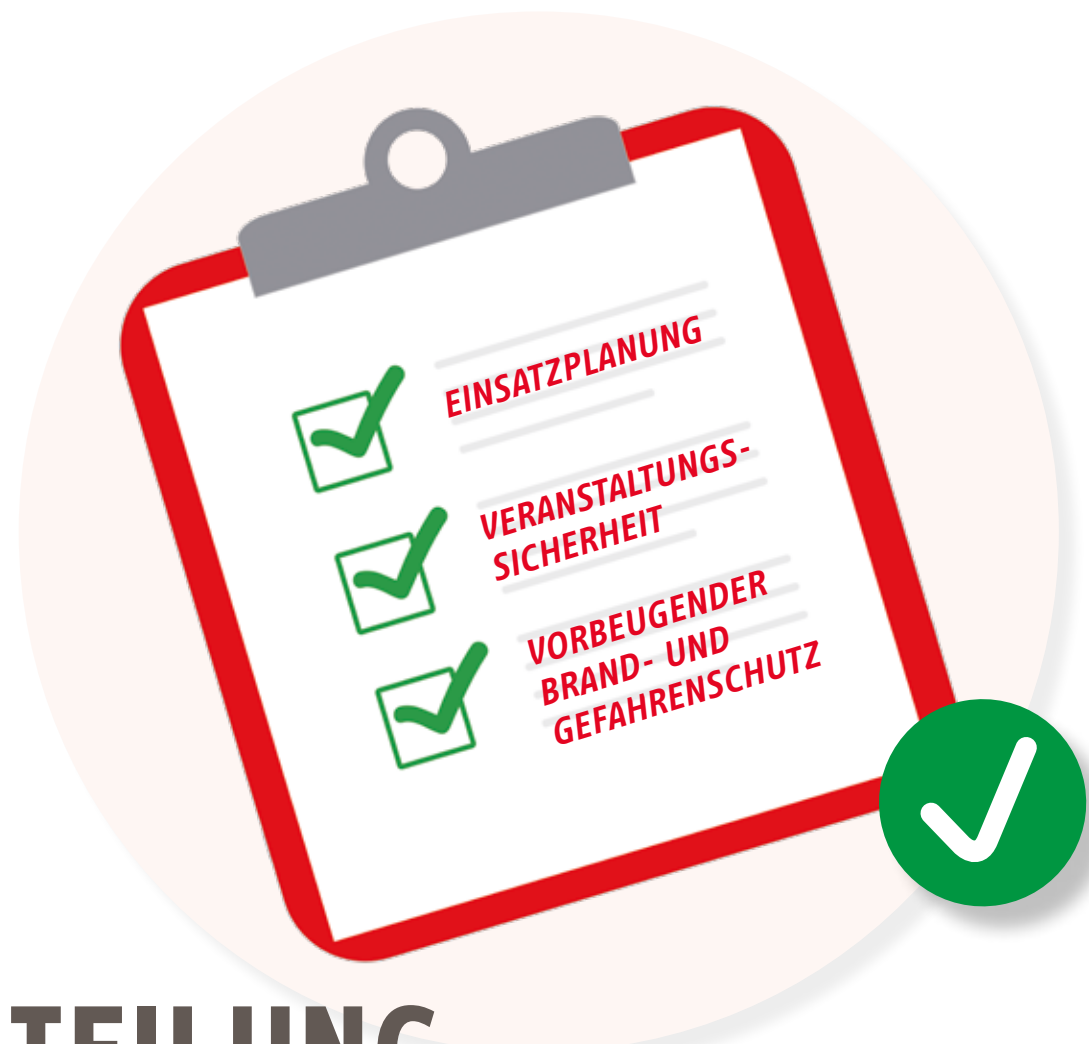 EINSATZPLANUNG
VERANSTALTUNGS-
SICHERHEIT
VORBEUGENDER
BRAND- UND
GEFAHRENSCHUTZ
TEILUNG